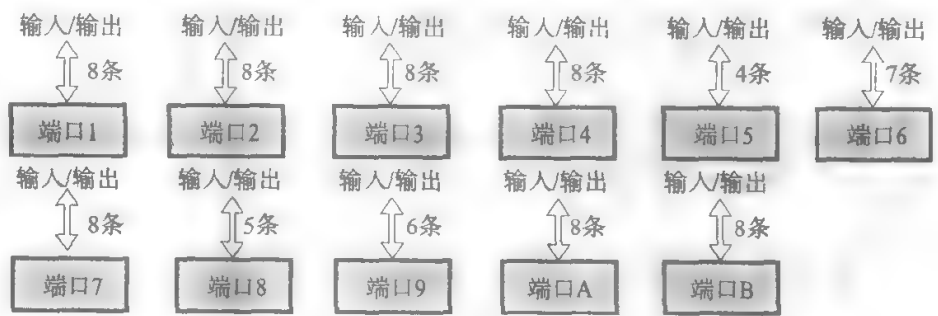 输入/输出 输入/输出 输入/输出 输入/输出 输入/输出 输入/输出
8条 8条 8条 8条 4条 7条
端口1 端口2 端口3 端口4 端口5 端口6
输入/输出 输入/输出 输入/输出 输入/输出 输入/输出
8条 5条 6条 8条 8条
端口7 端口8 端口9 端口A 端口B